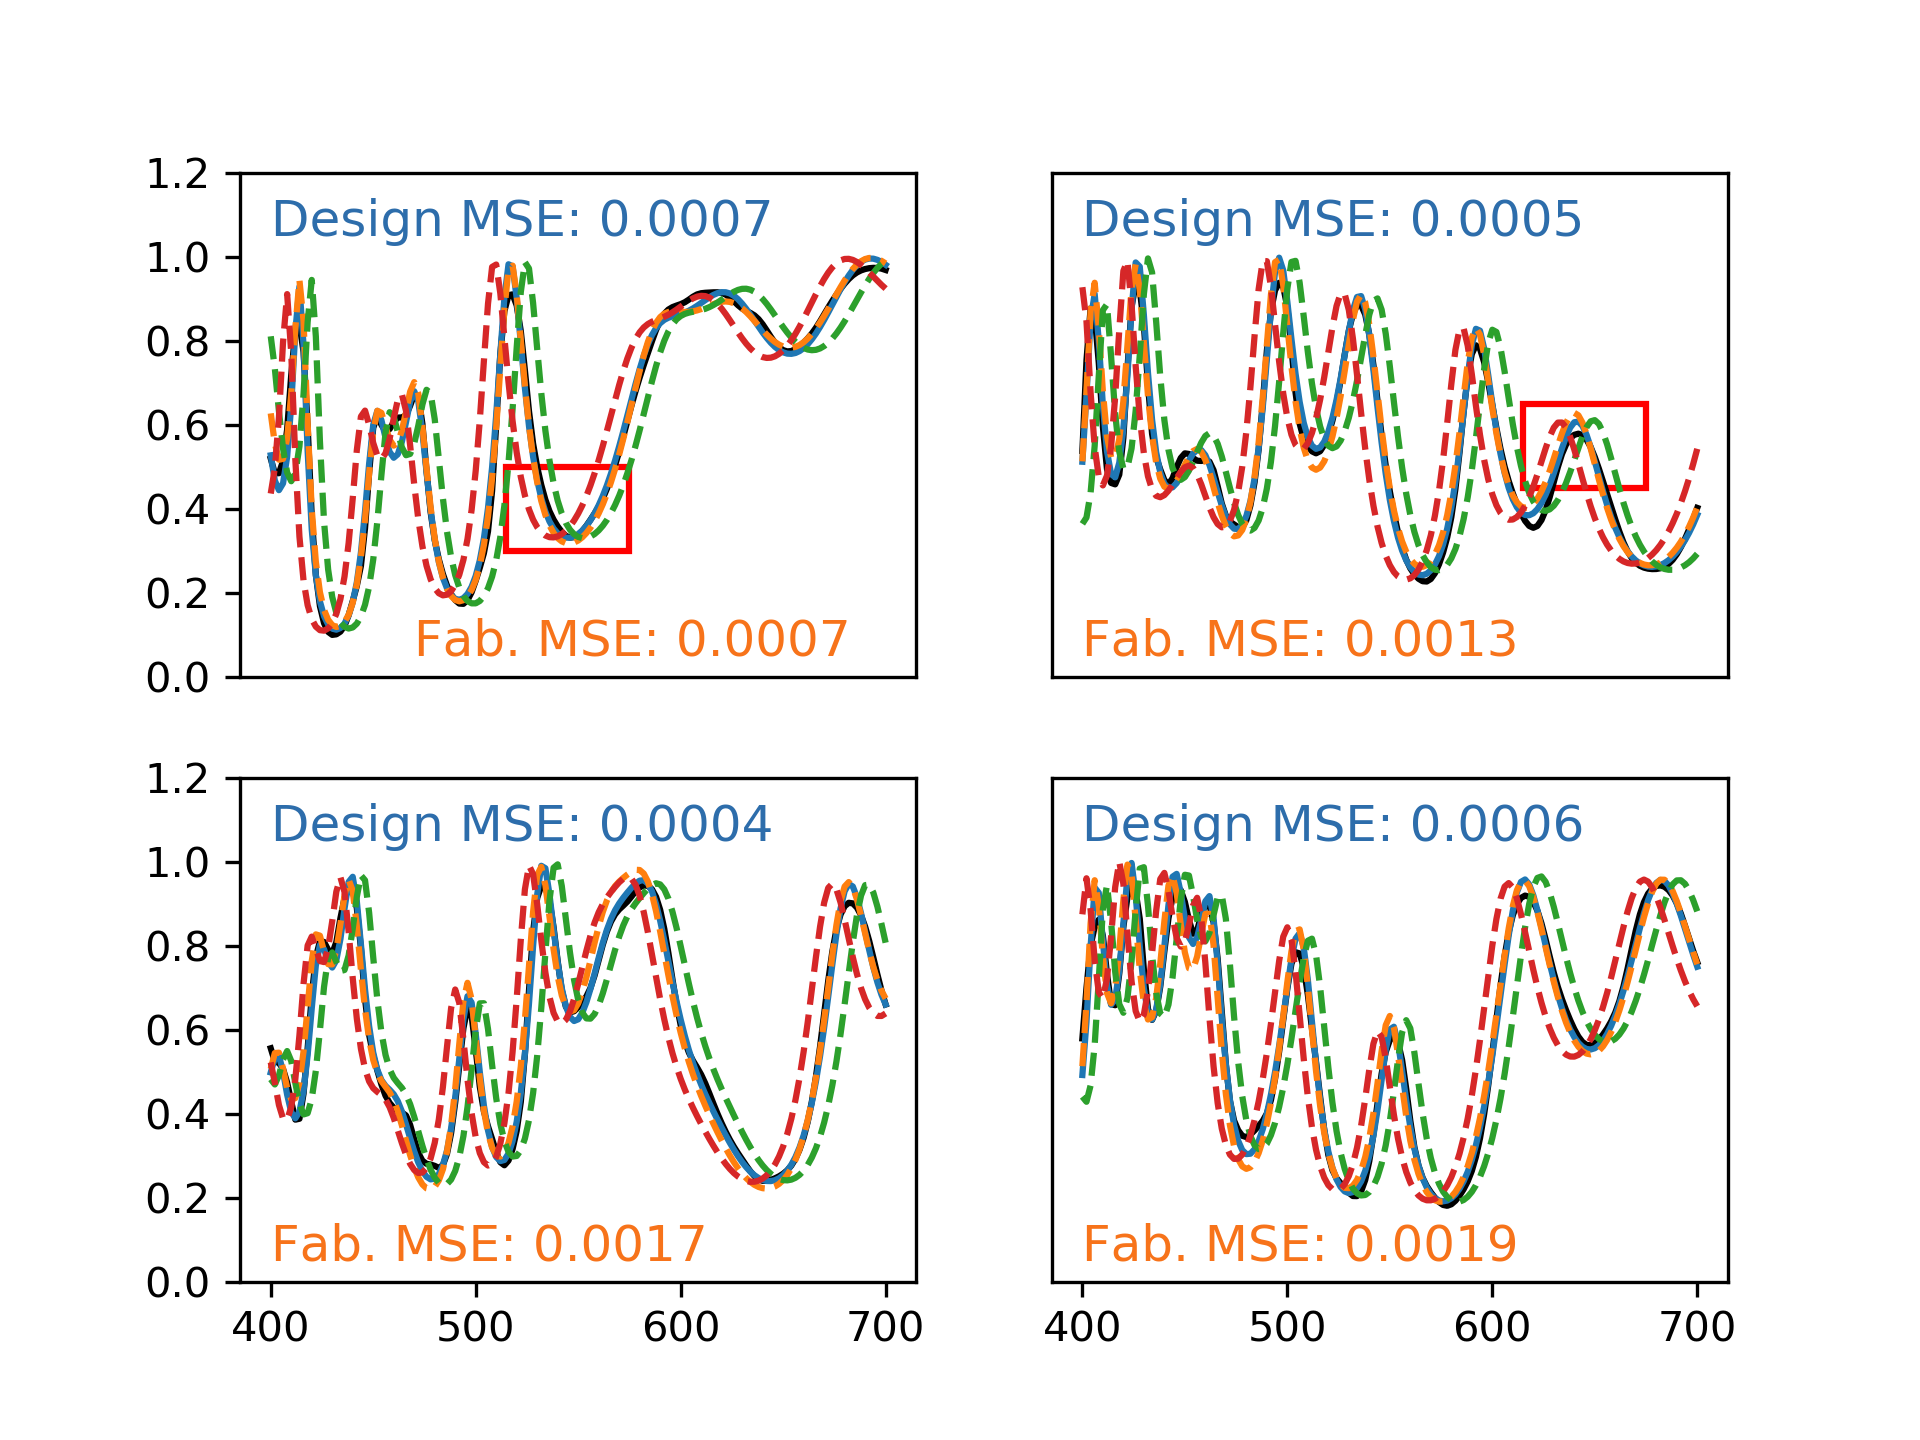 1.2
1.0
0.8
0.6
0.4
0.2
0.0
Design MSE: 0.0007
Fab. MSE: 0.0007
Design MSE: 0.0005
Fab. MSE: 0.0013
1.2
1.0
0.8
0.6
0.4
0.2
0.0
Design MSE: 0.0004
Fab. MSE: 0.0017
400 500 600 700
Design MSE: 0.0006
Fab. MSE: 0.0019
400 500 600 700